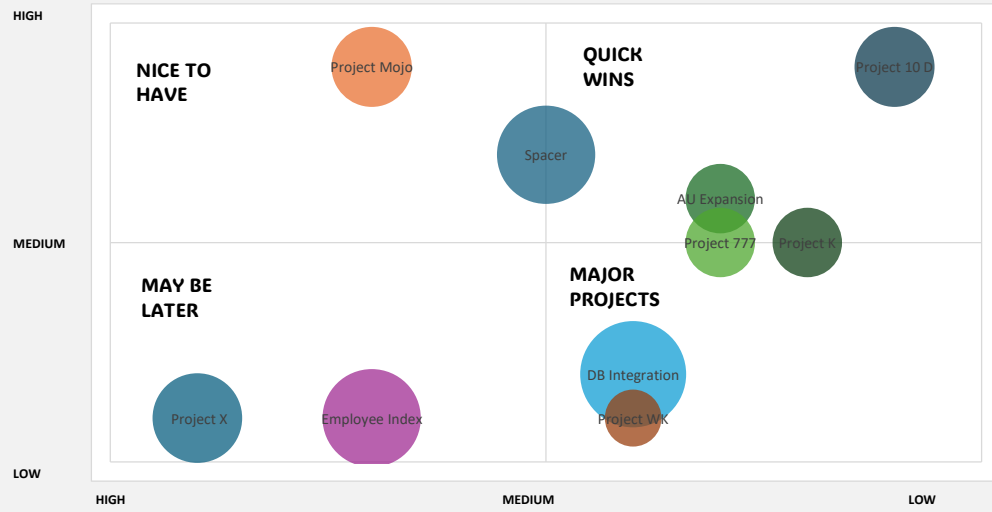 HIGH
NICE TO
HAVE
Project Mojo
QUICK
WINS
Project 10 D
Spacer
AU Expansion
MEDIUM
Project 777
Project K
MAY BE
LATER
MAJOR
PROJECTS
DB Integration
Project X
Employee Index
Project WK
LOW
HIGH
MEDIUM
LOW